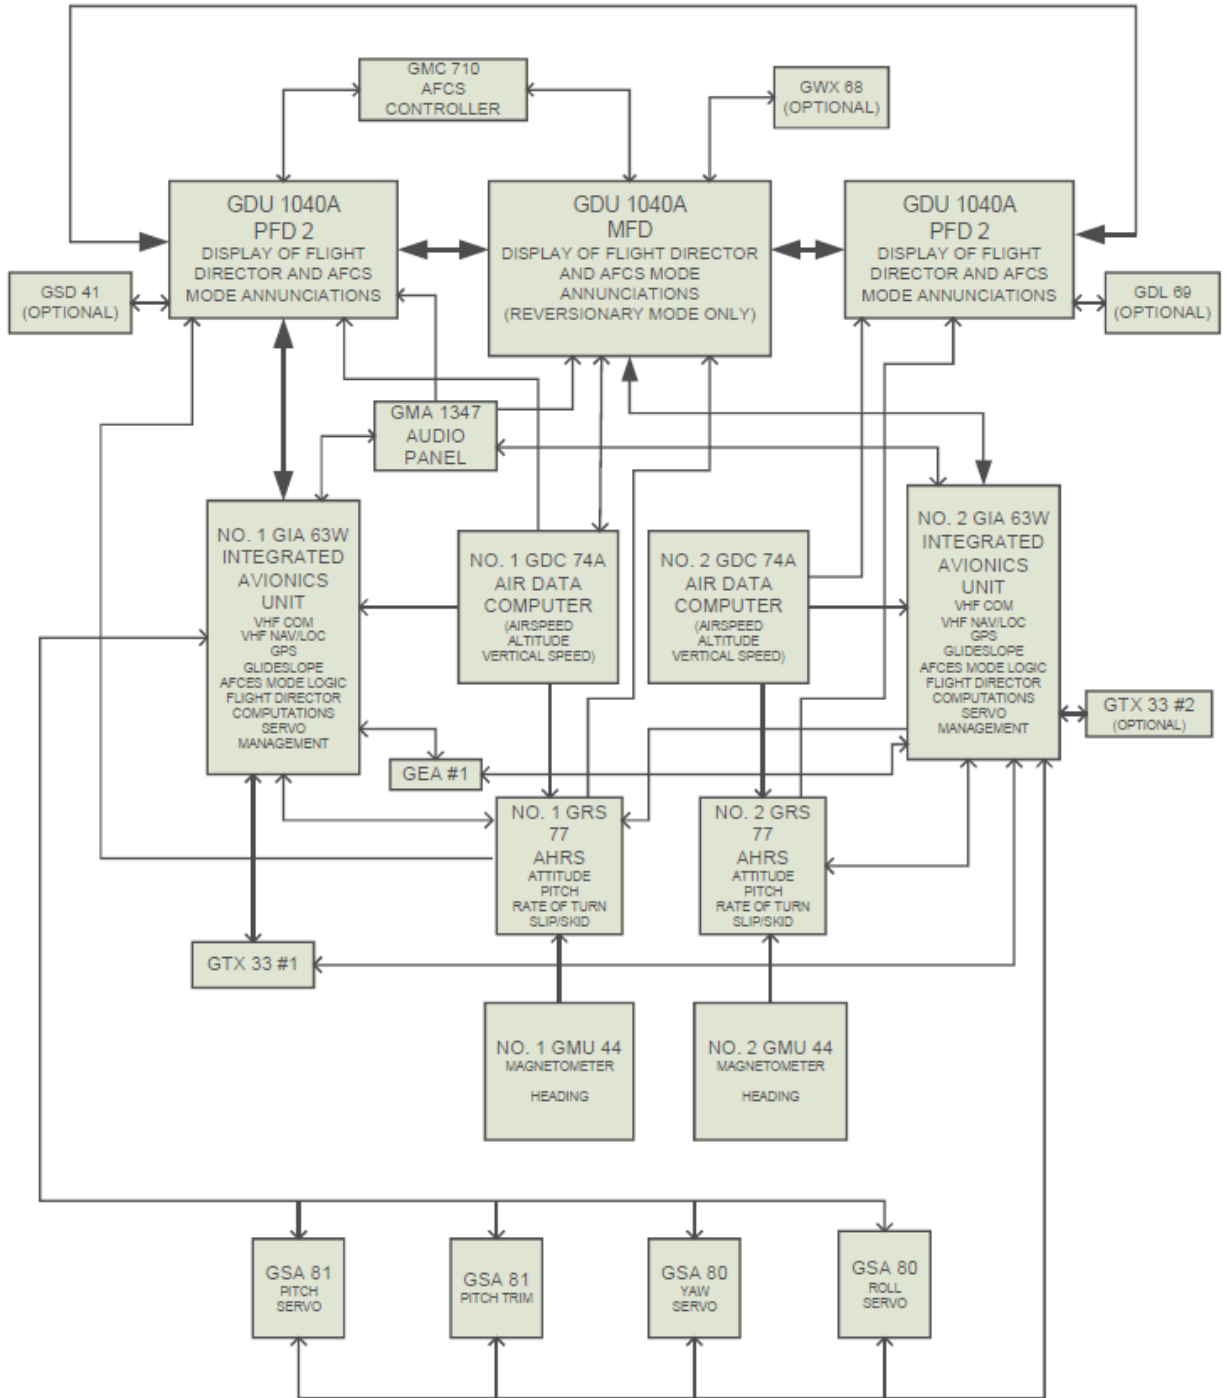 GMC 710
AFCS
CONTROLLER
GWX 68
(OPTIONAL)
GDU 1040A
PFD 2
DISPLAY OF FLIGHT
DIRECTOR AND AFCS
MODE ANNUNCIATIONS
GDU 1040A
MFD
DISPLAY OF FLIGHT DIRECTOR
AND AFCS MODE
ANNUNCIATIONS
(REVERSIONARY MODE ONLY)
GDU 1040A
PFD 2
DISPLAY OF FLIGHT
DIRECTOR AND AFCS
MODE ANNUNCIATIONS
GSD 41
(OPTIONAL)
GDL 69
(OPTIONAL)
GMA 1347
AUDIO
PANEL
NO. 1 GIA 63W
INTEGRATED
AVIONICS
UNIT
VHF COM
VHF NAV/LOC
GPS
GLIDESLOPE
AFCES MODE LOGIC
FLIGHT DIRECTOR
COMPUTATIONS
SERVO
MANAGEMENT
NO. 1 GDC 74A
AIR DATA
COMPUTER
(AIRSPEED
ALTITUDE
VERTICAL SPEED)
NO. 2 GDC 74A
AIR DATA
COMPUTER
(AIRSPEED
ALTITUDE
VERTICAL SPEED)
NO. 2 GIA 63W
INTEGRATED
AVIONICS
UNIT
VHF COM
VHF NAV/LOC
GPS
GLIDESLOPE
AFCES MODE LOGIC
FLIGHT DIRECTOR
COMPUTATIONS
SERVO
MANAGEMENT
GTX 33 #2
(OPTIONAL)
GEA #1
NO. 1 GRS
77
AHRS
ATTITUDE
PITCH
RATE OF TURN
SLIP/SKID
NO. 2 GRS
77
AHRS
ATTITUDE
PITCH
RATE OF TURN
SLIP/SKID
GTX 33 #1
NO. 1 GMU 44
MAGNETOMETER
HEADING
NO. 2 GMU 44
MAGNETOMETER
HEADING
GSA 81
PITCH
SERVO
GSA 81
PITCH TRIM
GSA 80
YAW
SERVO
GSA 80
ROLL
SERVO